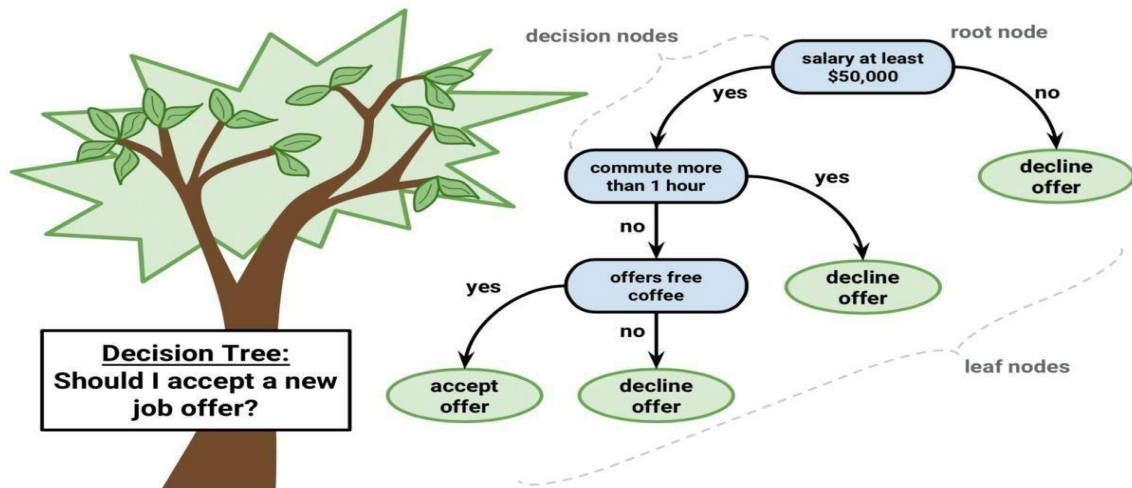 decision nodes
root node
salary at least
$50,000
yes
no
commute more
than 1 hour
yes
decline
offer
no
offers free
coffee
decline
offer
yes
no
Decision Tree:
Should I accept a new
job offer?
accept
offer
decline
offer
leaf nodes